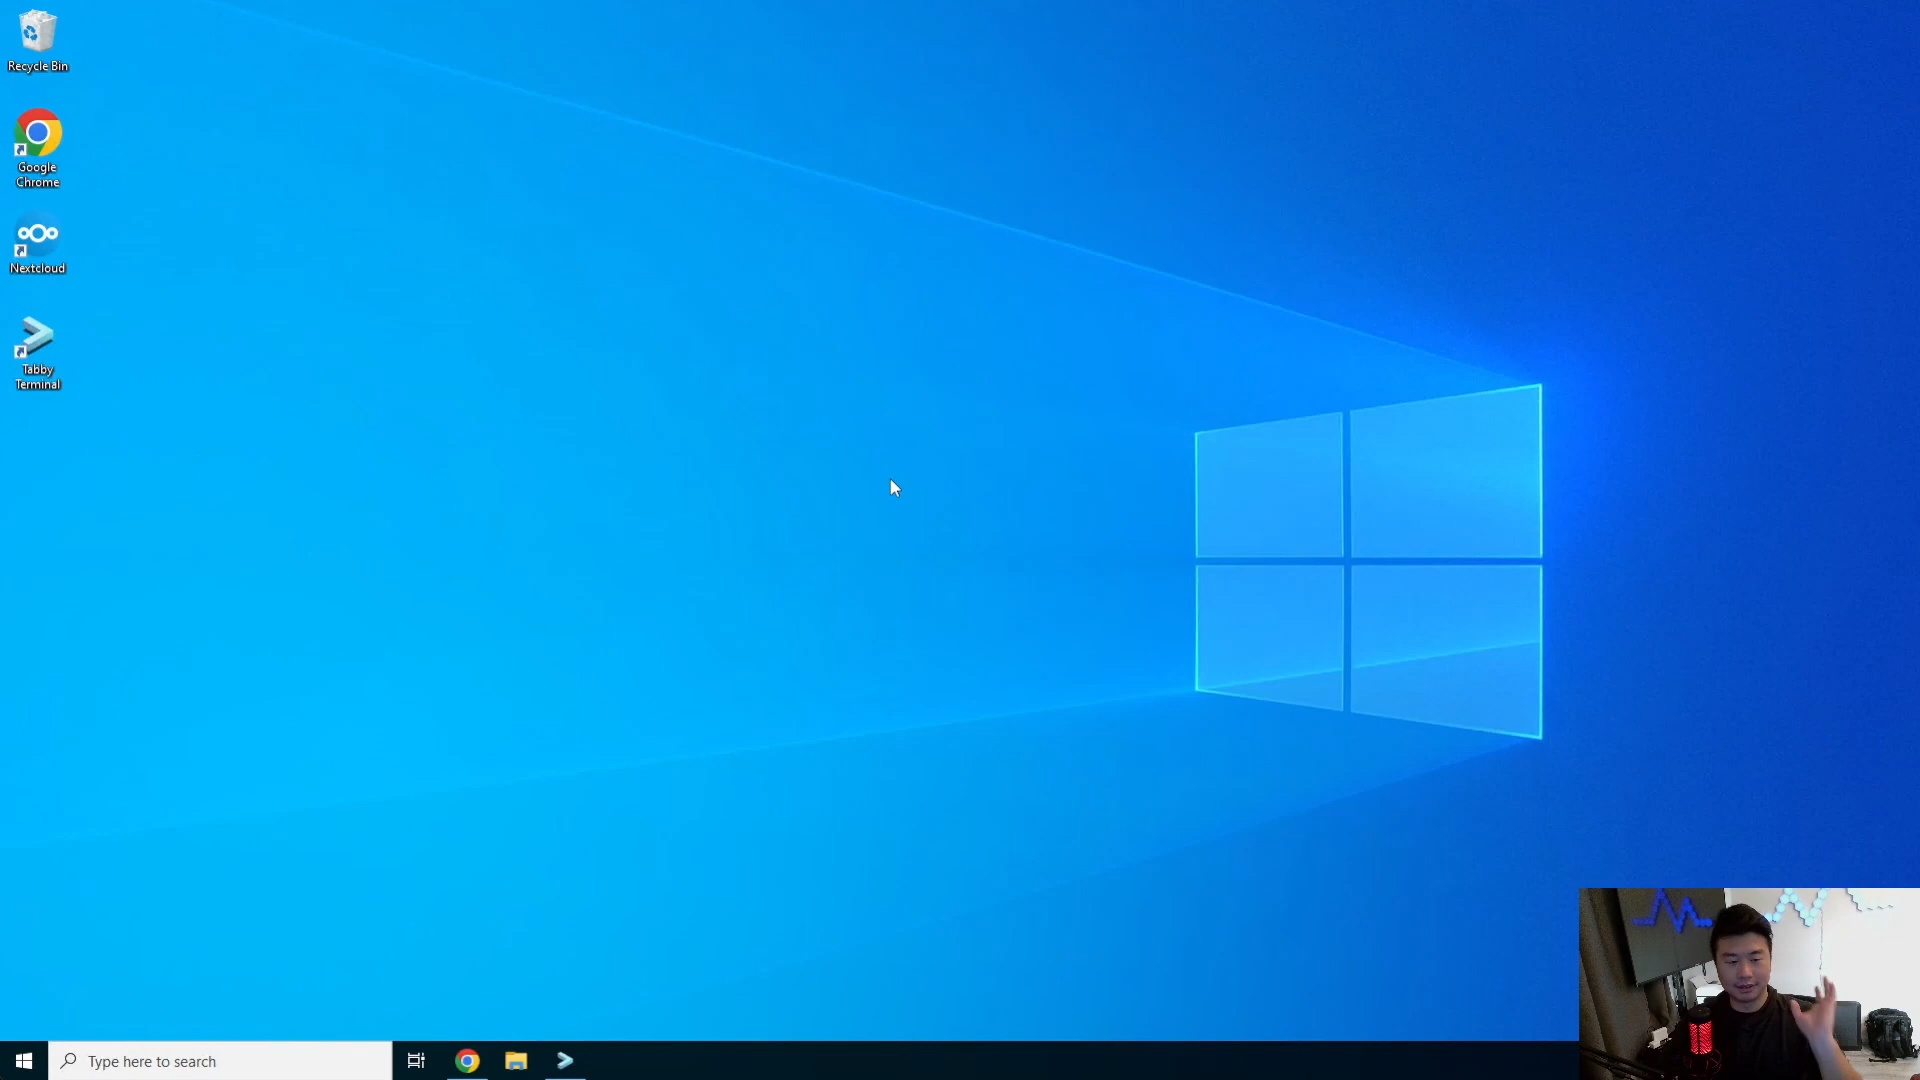 Recycle Bin
Google
Chrome
Nextcloud
Tabby
Terminal
Type here to search